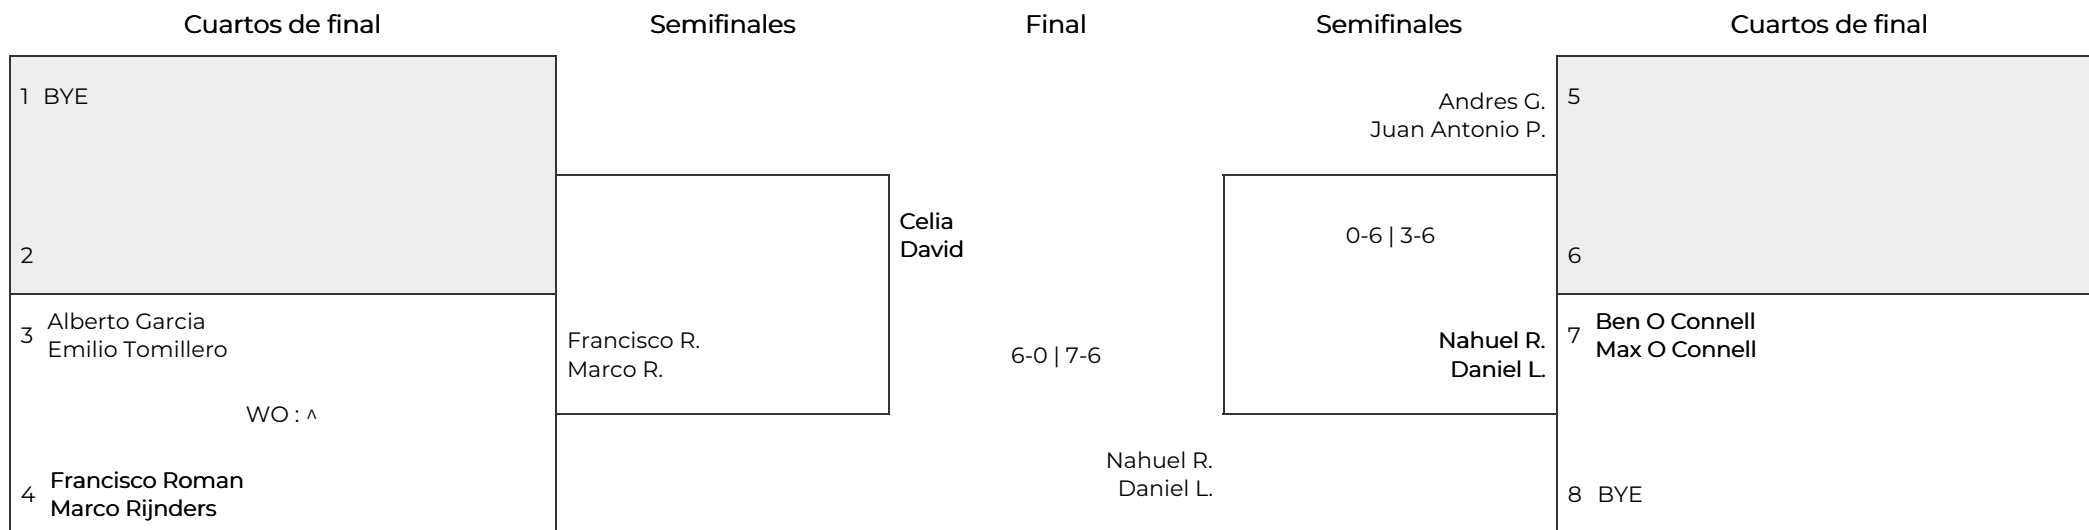 Cuartos de final
Semifinales
Final
Semifinales
Cuartos de final
1 BYE
2
3 Alberto Garcia
Emilio Tomillero
WO : ^
4 Francisco Roman
Marco Rijnders
Francisco R.
Marco R.
Celia
David
6-0 | 7-6
Nahuel R.
Daniel L.
Andres G.
Juan Antonio P.
0-6 | 3-6
Nahuel R.
Daniel L.
5
6
7 Ben O Connell
Max O Connell
8 BYE